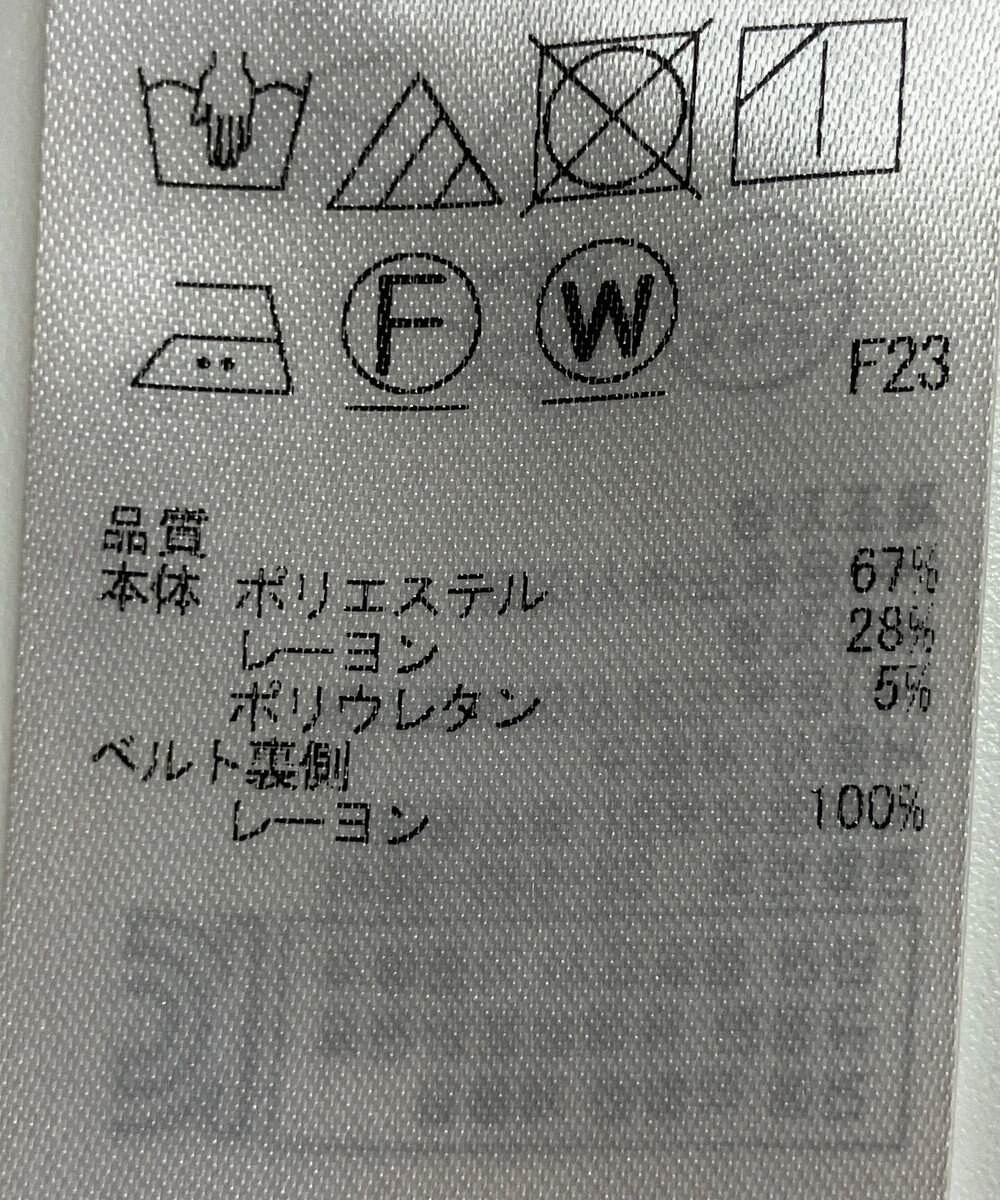 F W F23
品質
本体 ポリエステル 67%
レーヨン 28%
ポリウレタン 5%
ベルト裏側
レーヨン 100%